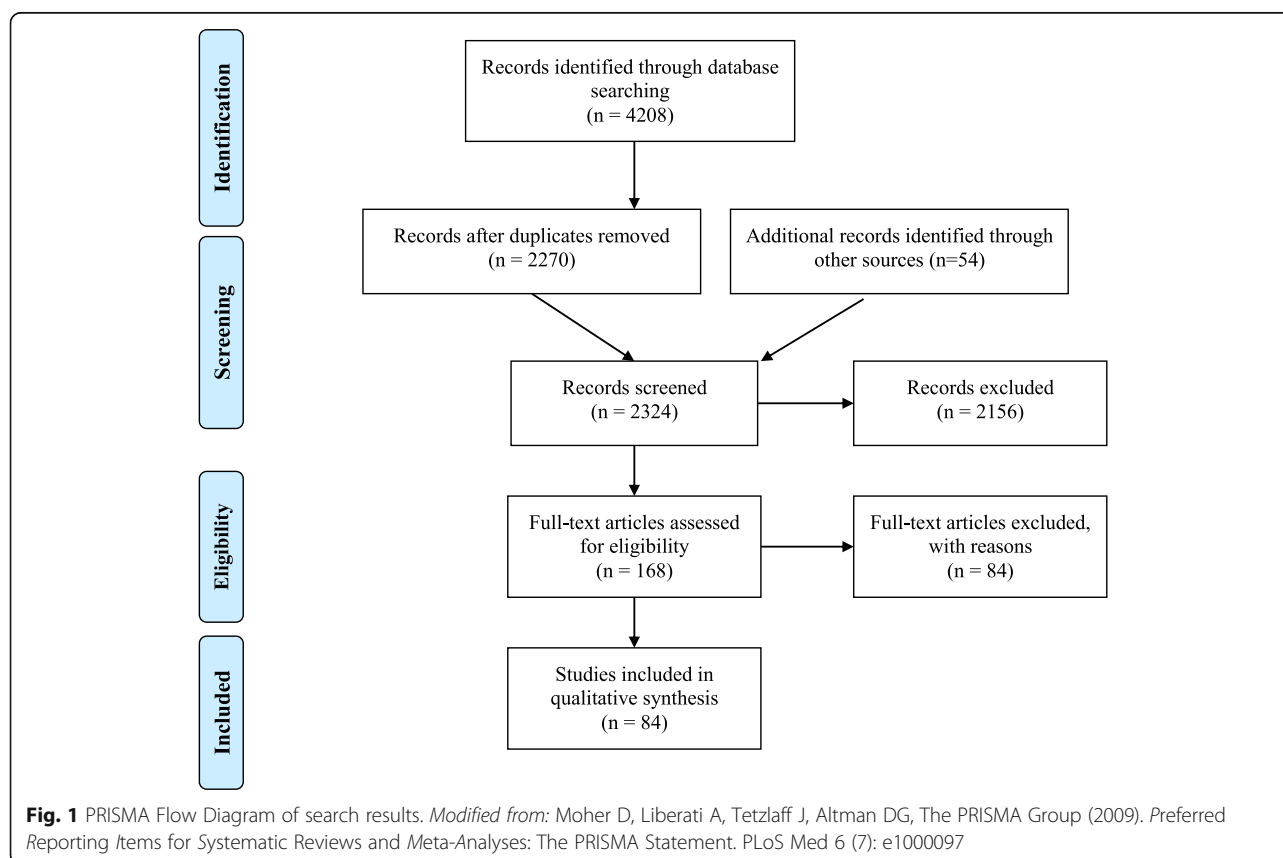 Identification
Records identified through database
searching
(n = 4208)
Records after duplicates removed
(n = 2270)
Additional records identified through
other sources (n=54)
Screening
Records screened
(n = 2324)
Records excluded
(n = 2156)
Eligibility
Full-text articles assessed
for eligibility
(n = 168)
Full-text articles excluded,
with reasons
(n = 84)
Included
Studies included in
qualitative synthesis
(n = 84)
Fig. 1 PRISMA Flow Diagram of search results. Modified from: Moher D, Liberati A, Tetzlaff J, Altman DG, The PRISMA Group (2009). Preferred
Reporting Items for Systematic Reviews and Meta-Analyses: The PRISMA Statement. PLoS Med 6 (7): e1000097